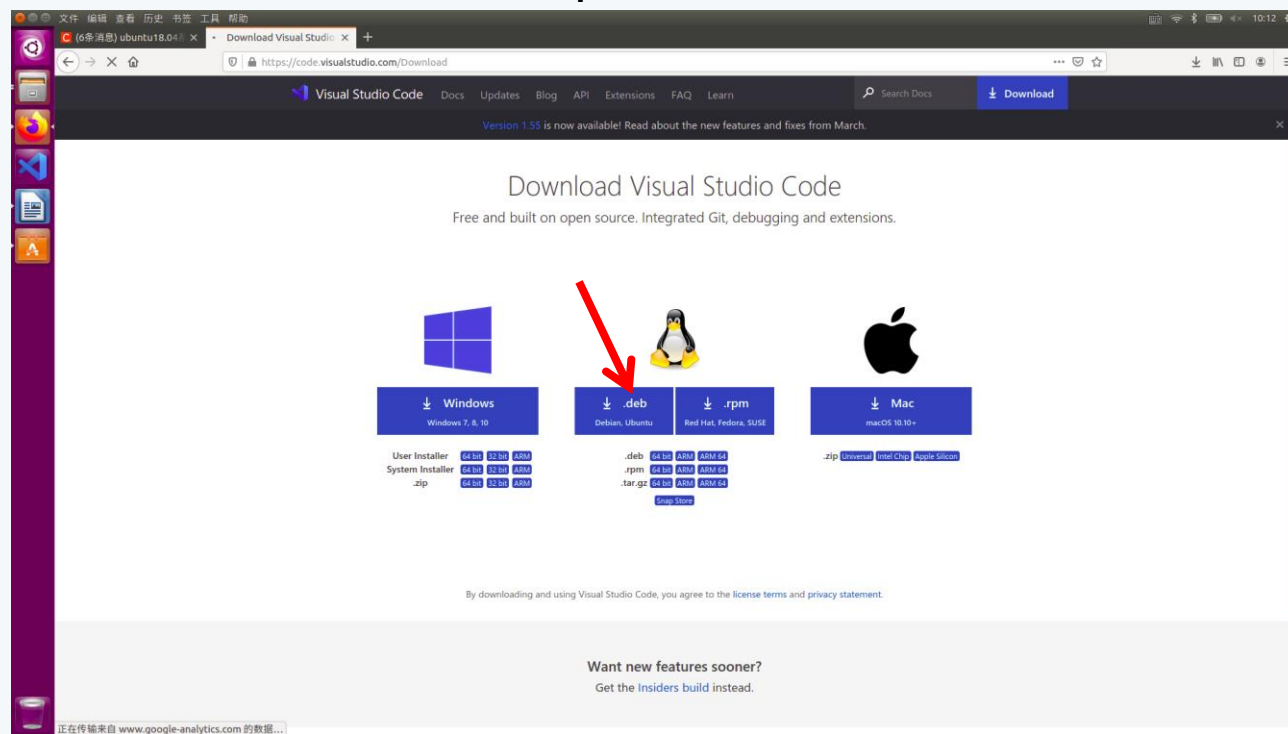 文件 编辑 查看 历史 书签 工具 帮助
10:12
(6条消息) ubuntu18.04
Download Visual Studio
https://code.visualstudio.com/Download
Visual Studio Code Docs Updates Blog API Extensions FAQ Learn Search Docs Download
Version 1.55 is now available! Read about the new features and fixes from March.
Download Visual Studio Code
Free and built on open source. Integrated Git, debugging and extensions.
Windows
Windows 7, 8, 10
User Installer 64 bit 32 bit ARM
System Installer 64 bit 32 bit ARM
.zip 64 bit 32 bit ARM
.deb
Debian, Ubuntu
.rpm
Red Hat, Fedora, SUSE
.deb 64 bit ARM ARM 64
.rpm 64 bit ARM ARM 64
.tar.gz 64 bit ARM ARM 64
Snap Store
Mac
macOS 10.10+
.zip Universal Intel Chip Apple Silicon
By downloading and using Visual Studio Code, you agree to the license terms and privacy statement.
Want new features sooner?
Get the Insiders build instead.
正在传输来自 www.google-analytics.com 的数据...